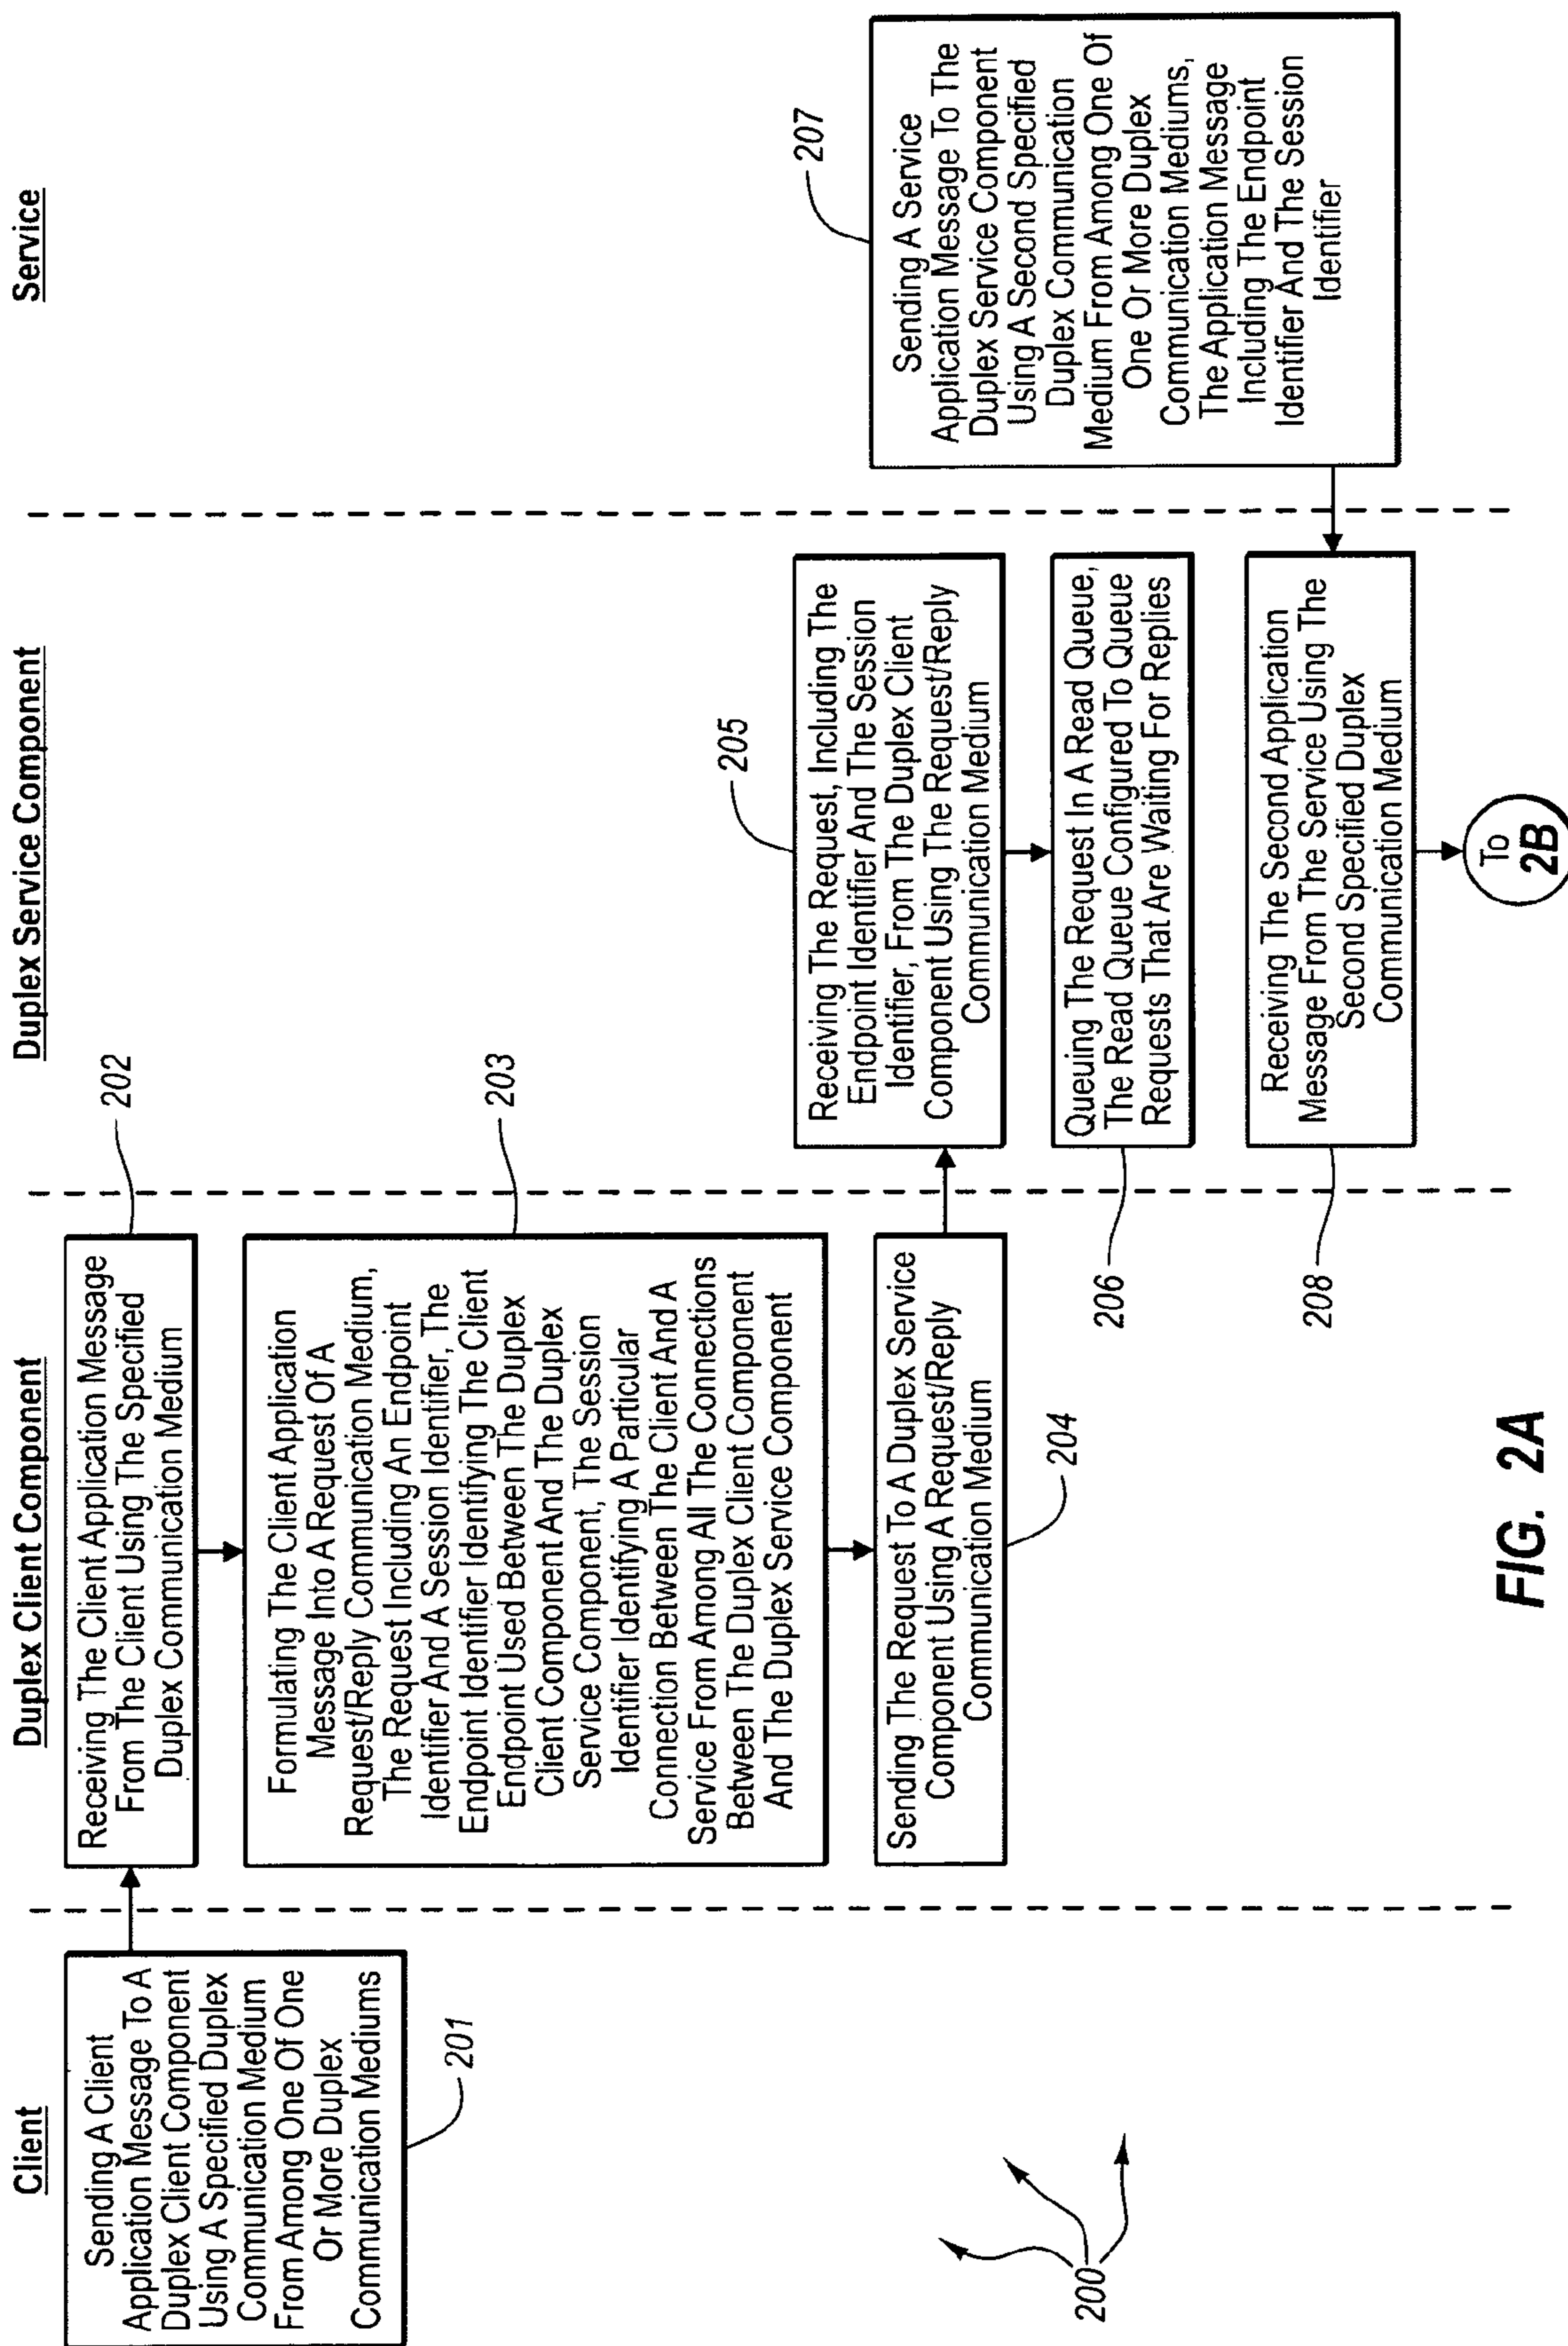 Client
Duplex Client Component
Duplex Service Component
Service
Sending A Client
Application Message To A
Duplex Client Component
Using A Specified Duplex
Communication Medium
From Among One Of One
Or More Duplex
Communication Mediums
201
Receiving The Client Application Message
From The Client Using The Specified
Duplex Communication Medium
202
Formulating The Client Application
Message Into A Request Of A
Request/Reply Communication Medium,
The Request Including An Endpoint
Identifier And A Session Identifier, The
Endpoint Identifier Identifying The Client
Endpoint Used Between The Duplex
Client Component And The Duplex
Service Component, The Session
Identifier Identifying A Particular
Connection Between The Client And A
Service From Among All The Connections
Between The Duplex Client Component
And The Duplex Service Component
203
Sending The Request To A Duplex Service
Component Using A Request/Reply
Communication Medium
204
Receiving The Request, Including The
Endpoint Identifier And The Session
Identifier, From The Duplex Client
Component Using The Request/Reply
Communication Medium
205
Queuing The Request In A Read Queue,
The Read Queue Configured To Queue
Requests That Are Waiting For Replies
206
Sending A Service
Application Message To The
Duplex Service Component
Using A Second Specified
Duplex Communication
Medium From Among One Of
One Or More Duplex
Communication Mediums,
The Application Message
Including The Endpoint
Identifier And The Session
Identifier
207
Receiving The Second Application
Message From The Service Using The
Second Specified Duplex
Communication Medium
208
To
2B
200
FIG. 2A